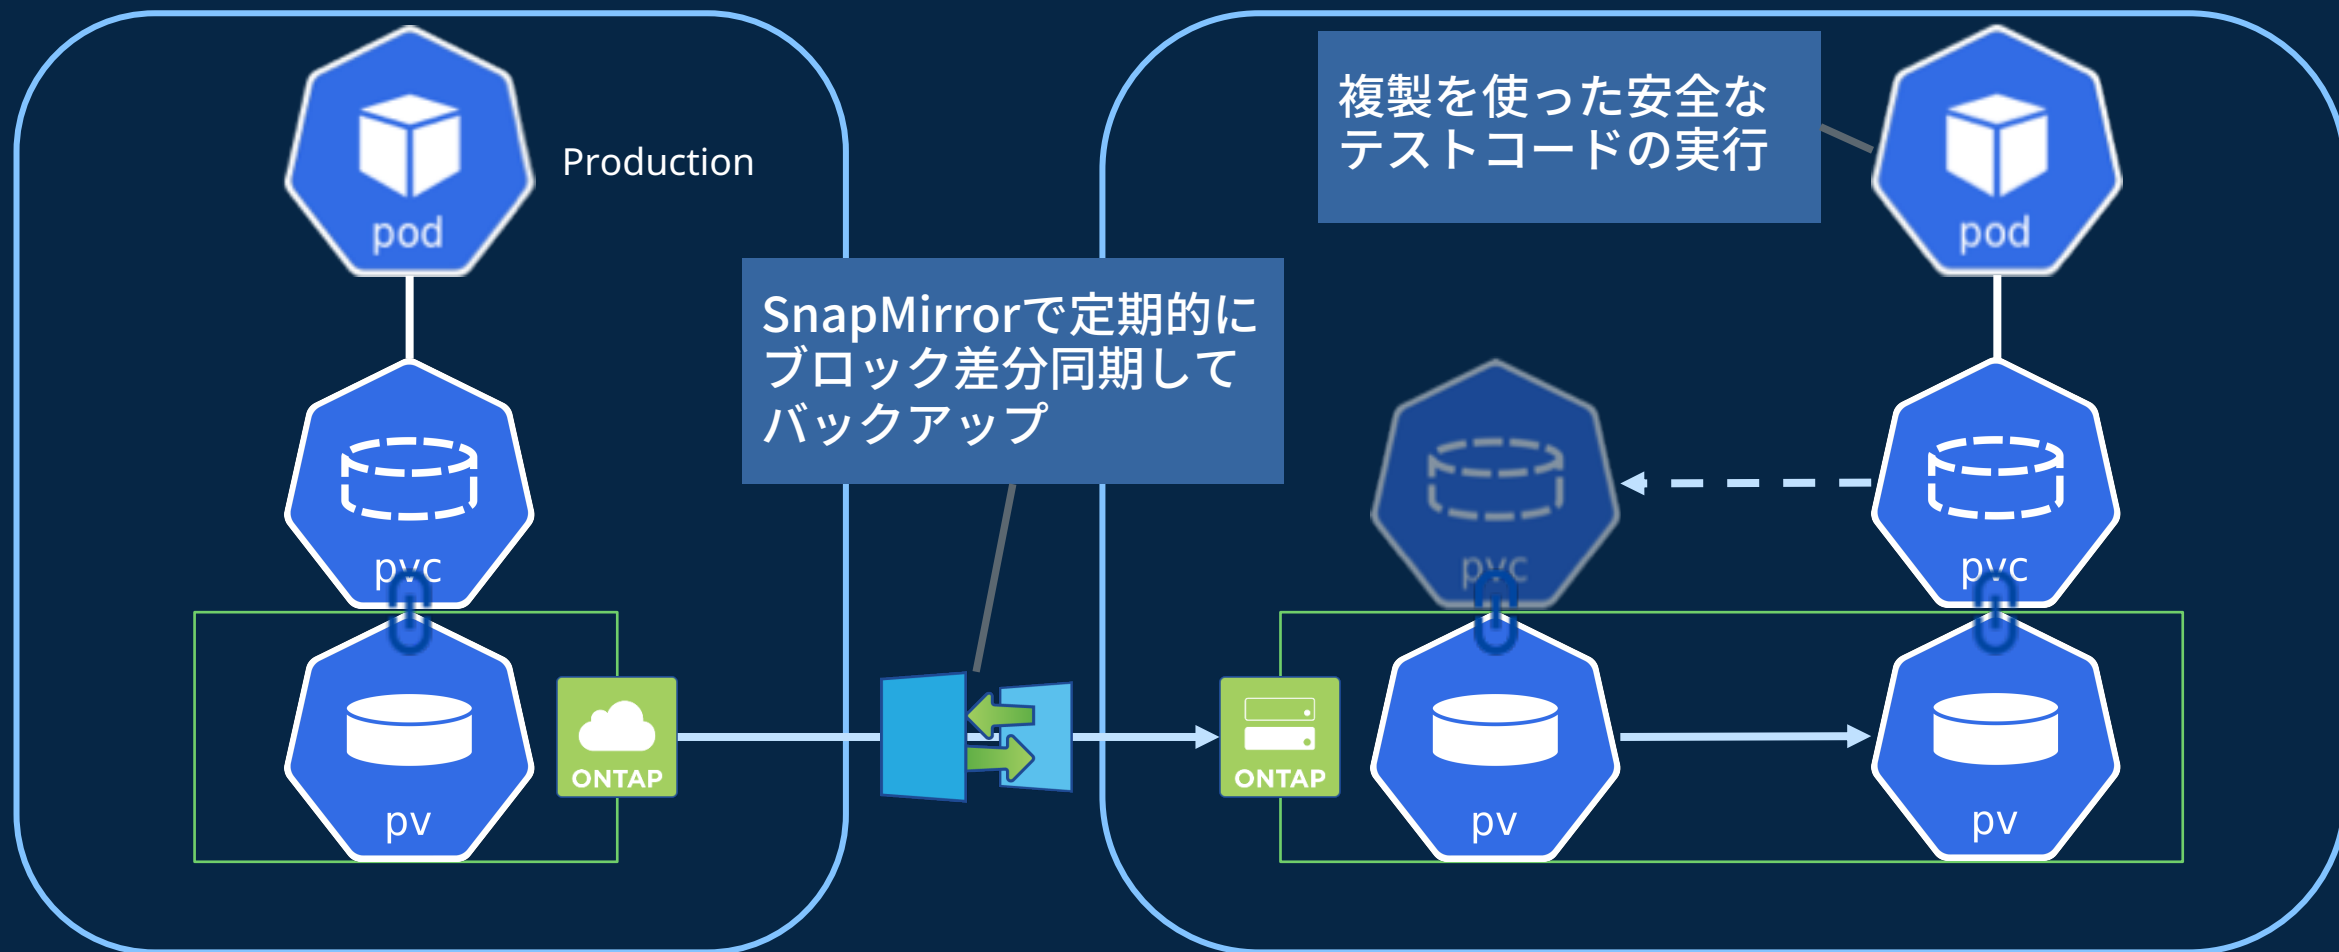 pod
Production
pvc
pv
ONTAP
SnapMirrorで定期的に
ブロック差分同期して
バックアップ
複製を使った安全な
テストコードの実行
pod
pvc
pvc
ONTAP
pv
pv